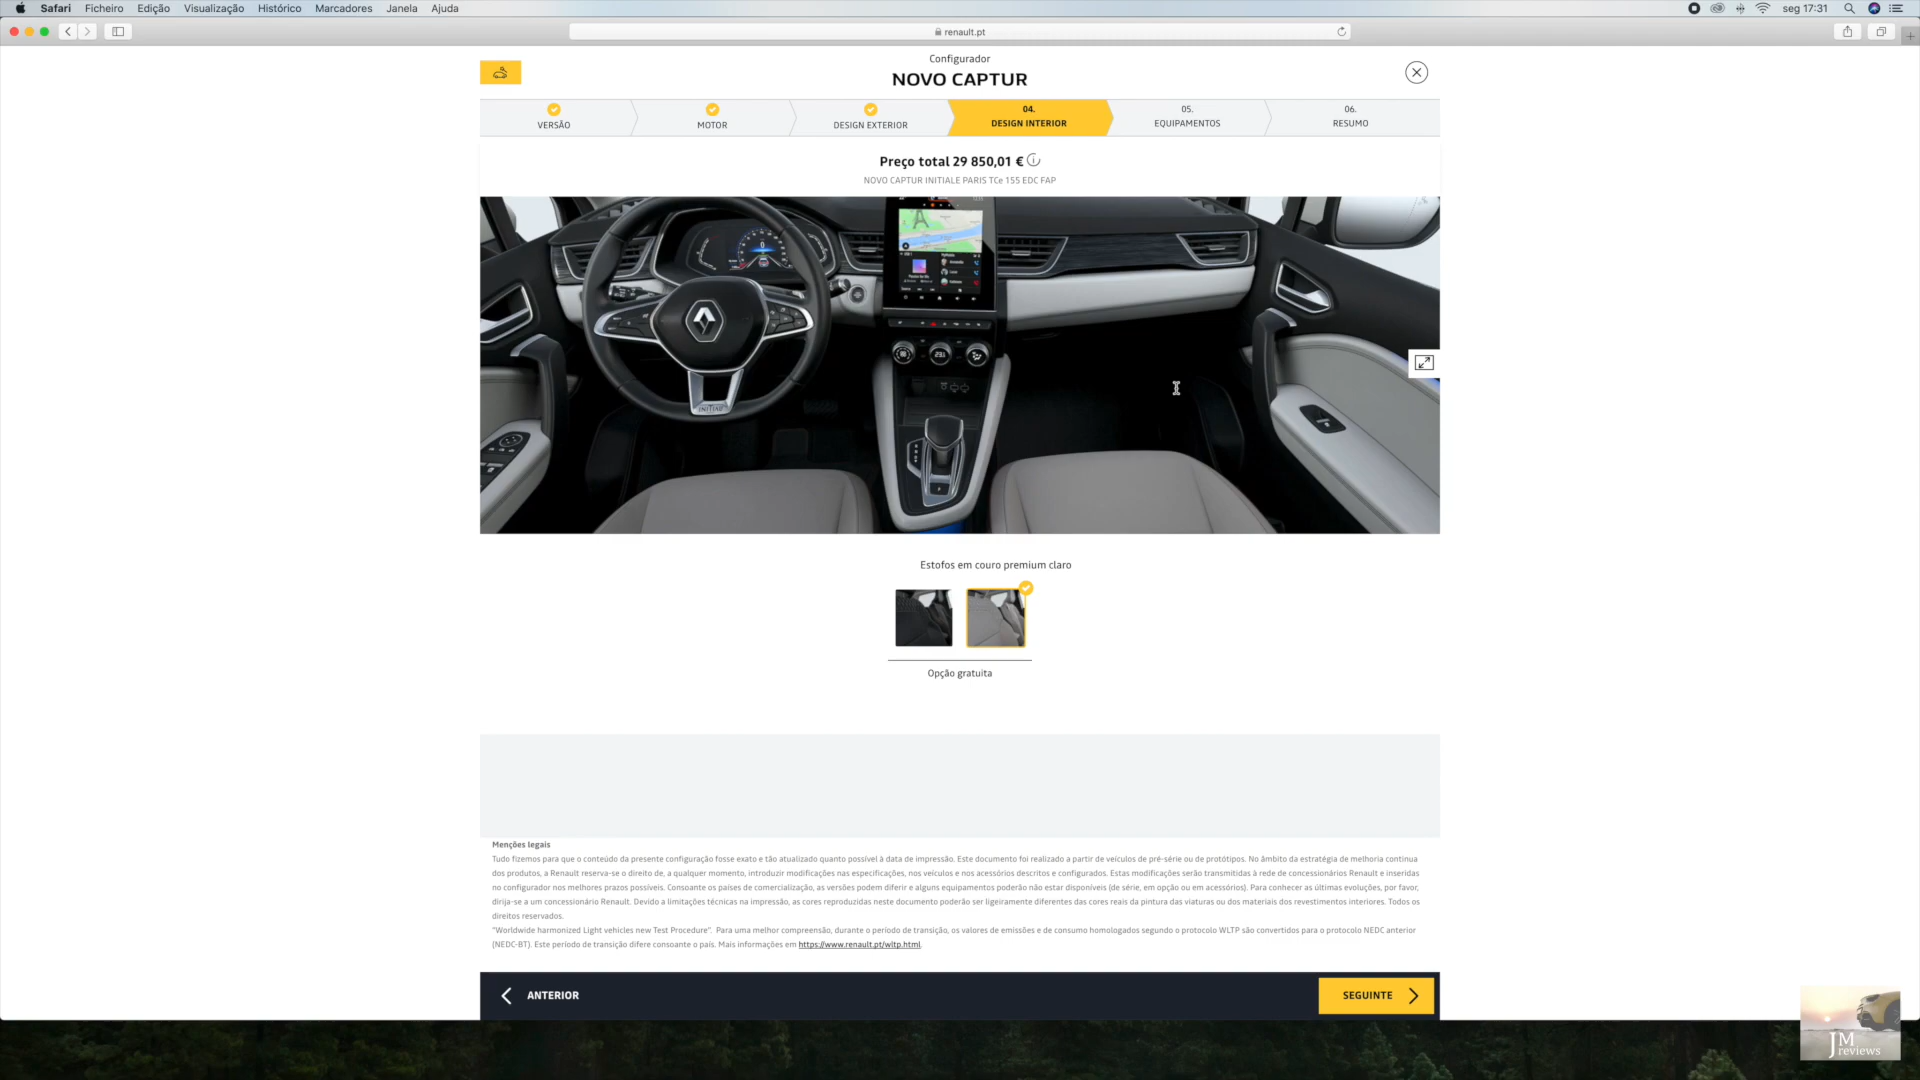 Safari Ficheiro Edição Visualização Histórico Marcadores Janela Ajuda
seg 17:31
renault.pt
Configurador
NOVO CAPTUR
VERSÃO
MOTOR
DESIGN EXTERIOR
04.
DESIGN INTERIOR
05.
EQUIPAMENTOS
06.
RESUMO
Preço total 29 850,01 €
NOVO CAPTUR INITIALE PARIS TCe 155 EDC FAP
Estofos em couro premium claro
Opção gratuita
Menções legais
Tudo fizemos para que o conteúdo da presente configuração fosse exato e tão atualizado quanto possível à data de impressão. Este documento foi realizado a partir de veículos de pré-série ou de protótipos. No âmbito da estratégia de melhoria contínua
dos produtos, a Renault reserva-se o direito de, a qualquer momento, introduzir modificações nas especificações, nos veículos e nos acessórios descritos e configurados. Estas modificações serão transmitidas à rede de concessionários Renault e inseridas
no configurador nos melhores prazos possíveis. Consoante os países de comercialização, as versões podem diferir e alguns equipamentos poderão não estar disponíveis (de série, em opção ou em acessórios). Para conhecer as últimas evoluções, por favor,
dirija-se a um concessionário Renault. Devido a limitações técnicas na impressão, as cores reproduzidas neste documento poderão ser ligeiramente diferentes das cores reais da pintura das viaturas ou dos materiais dos revestimentos interiores. Todos os
direitos reservados.
"Worldwide harmonized Light vehicles new Test Procedure". Para uma melhor compreensão, durante o período de transição, os valores de emissões e de consumo homologados segundo o protocolo WLTP são convertidos para o protocolo NEDC anterior
(NEDC-BT). Este período de transição difere consoante o país. Mais informações em https://www.renault.pt/wltp.html.
ANTERIOR
SEGUINTE
JM
reviews